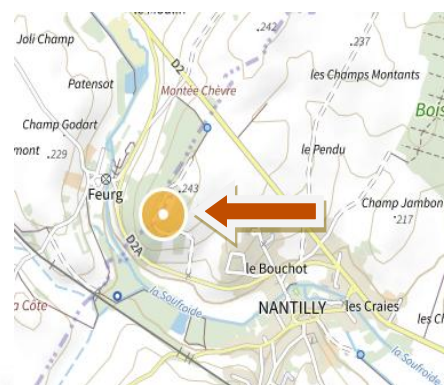 .242
Joli Champ
D2
.237
les Champs Montants
Patensot
Montée Chèvre
Bois
Champ Godart
mont .229
le Pendu
Feurg
.243
Champ Jambon
.217
D2A
le Bouchot
la Soufroide
NANTILLY
les Craies
a Côte
la Soufroide